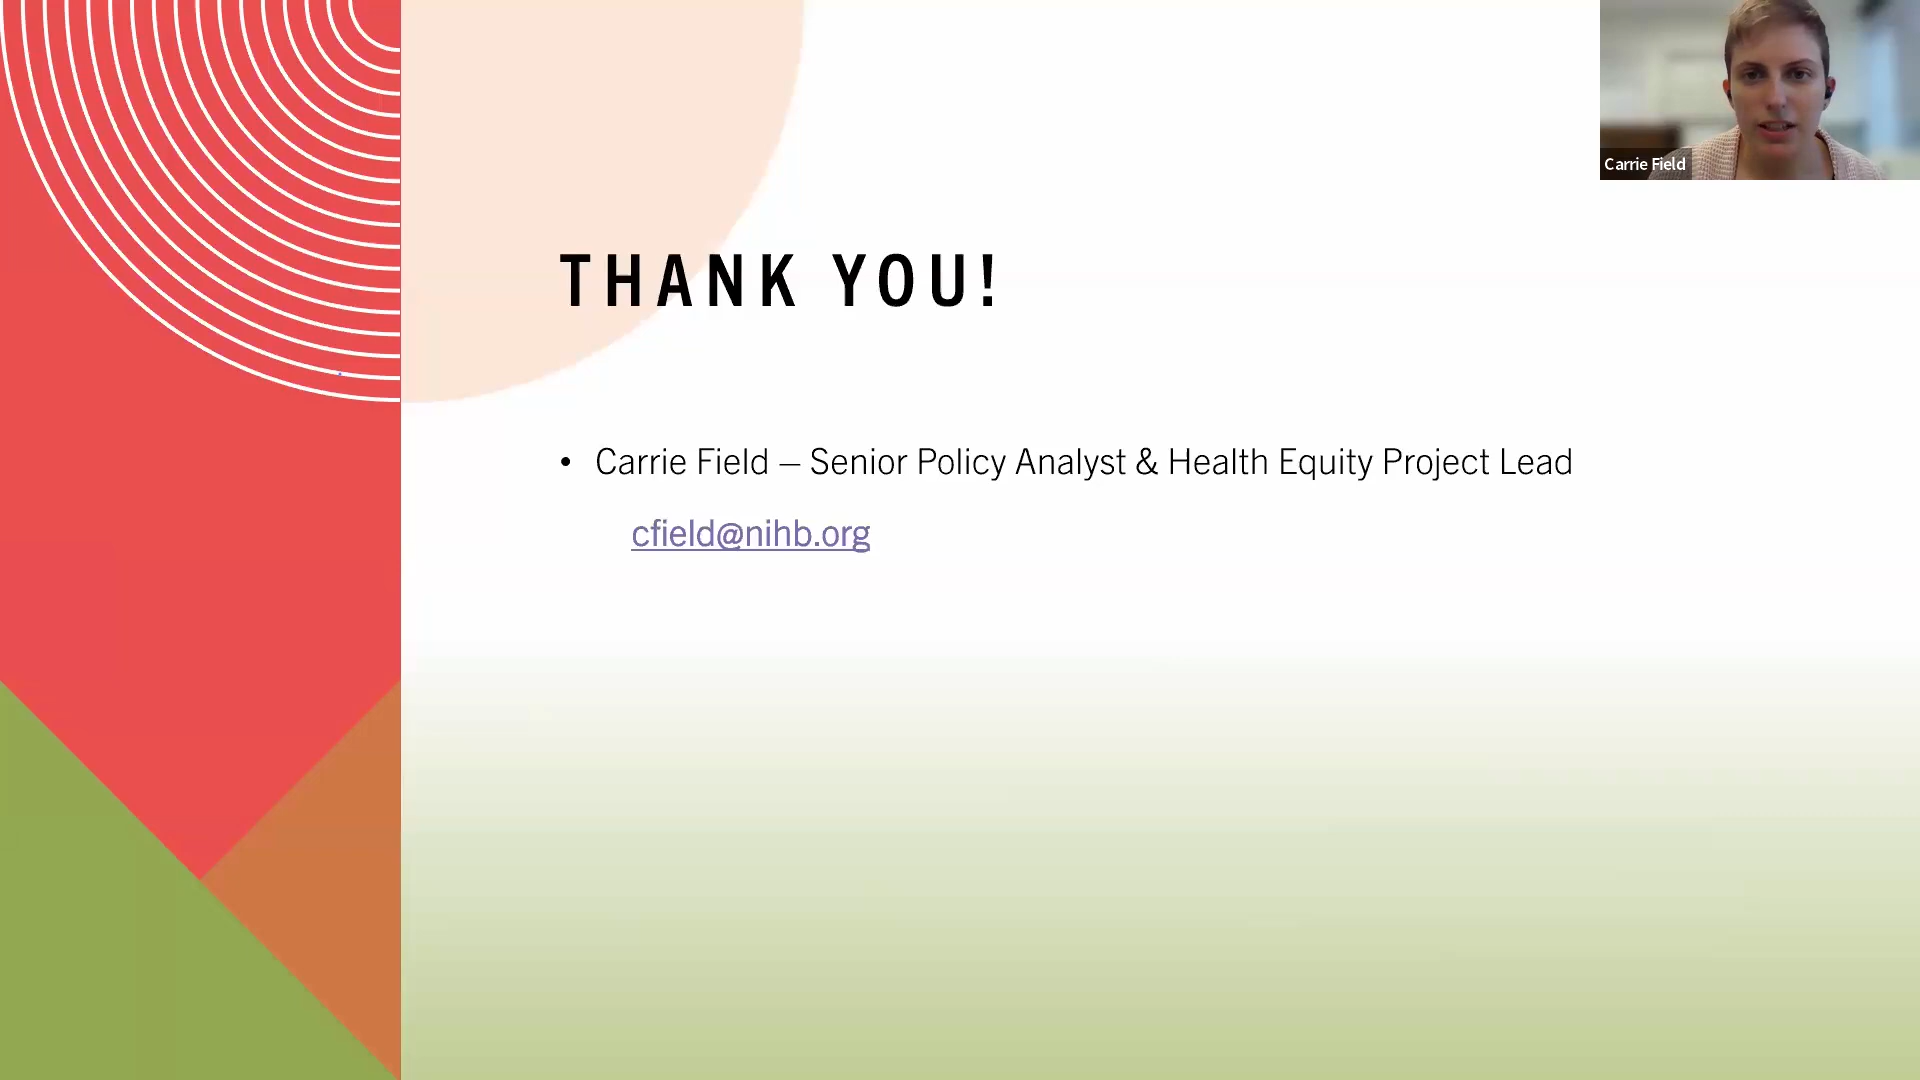 Carrie Field
THANK YOU!
• Carrie Field – Senior Policy Analyst & Health Equity Project Lead
cfield@nihb.org